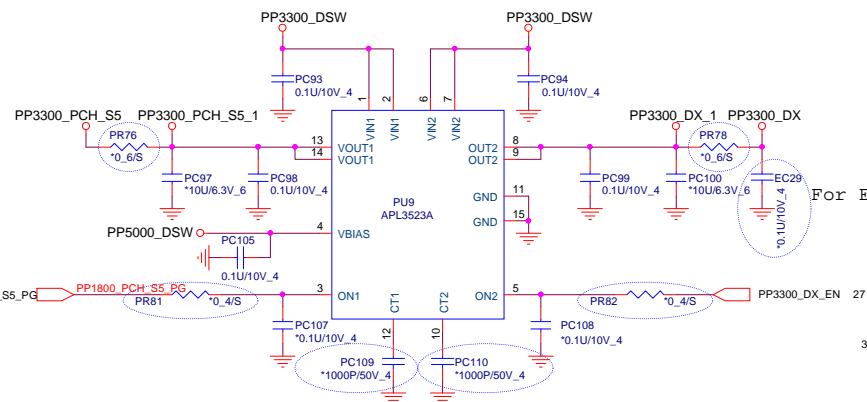 PP3300_DSW
PP3300_DSW
PC93
0.1U/10V_4
PC94
0.1U/10V_4
1
2
6
7
VIN1
VIN1
VIN2
VIN2
PP3300_PCH_S5
PP3300_PCH_S5_1
PR76
*0_6/S
13
14
VOUT1
VOUT1
OUT2
OUT2
8
9
PP3300_DX_1
PP3300_DX
PR78
*0_6/S
PC97
*10U/6.3V_6
PC98
0.1U/10V_4
PU9
APL3523A
PC99
0.1U/10V_4
PC100
*10U/6.3V_6
EC29
*0.1U/10V_4
For E
GND
11
GND
15
PP5000_DSW
4
VBIAS
PC105
0.1U/10V_4
_S5_PG
PP1800_PCH_S5_PG
PR81
*0_4/S
3
ON1
ON2
5
PR82
*0_4/S
PP3300_DX_EN
27
CT1
CT2
12
10
PC107
*0.1U/10V_4
PC108
*0.1U/10V_4
PC109
*1000P/50V_4
PC110
*1000P/50V_4
3